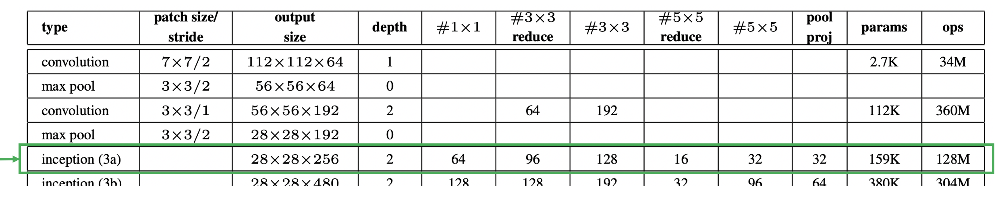 type patch size/ stride output size depth #1×1 #3×3 reduce #3×3 #5×5 reduce #5×5 pool proj params ops
convolution 7×7/2 112×112×64 1 2.7K 34M
max pool 3×3/2 56×56×64 0
convolution 3×3/1 56×56×192 2 64 192 112K 360M
max pool 3×3/2 28×28×192 0
inception (3a) 28×28×256 2 64 96 128 16 32 32 159K 128M
inception (3b) 28×28×480 2 128 128 192 32 96 64 380K 304M